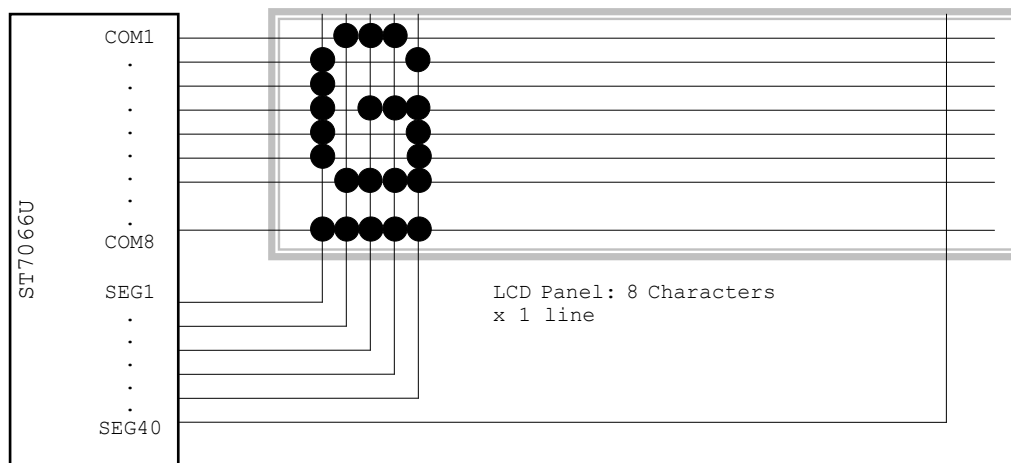 ST7066U
COM1
COM8
SEG1
SEG40
LCD Panel: 8 Characters
x 1 line